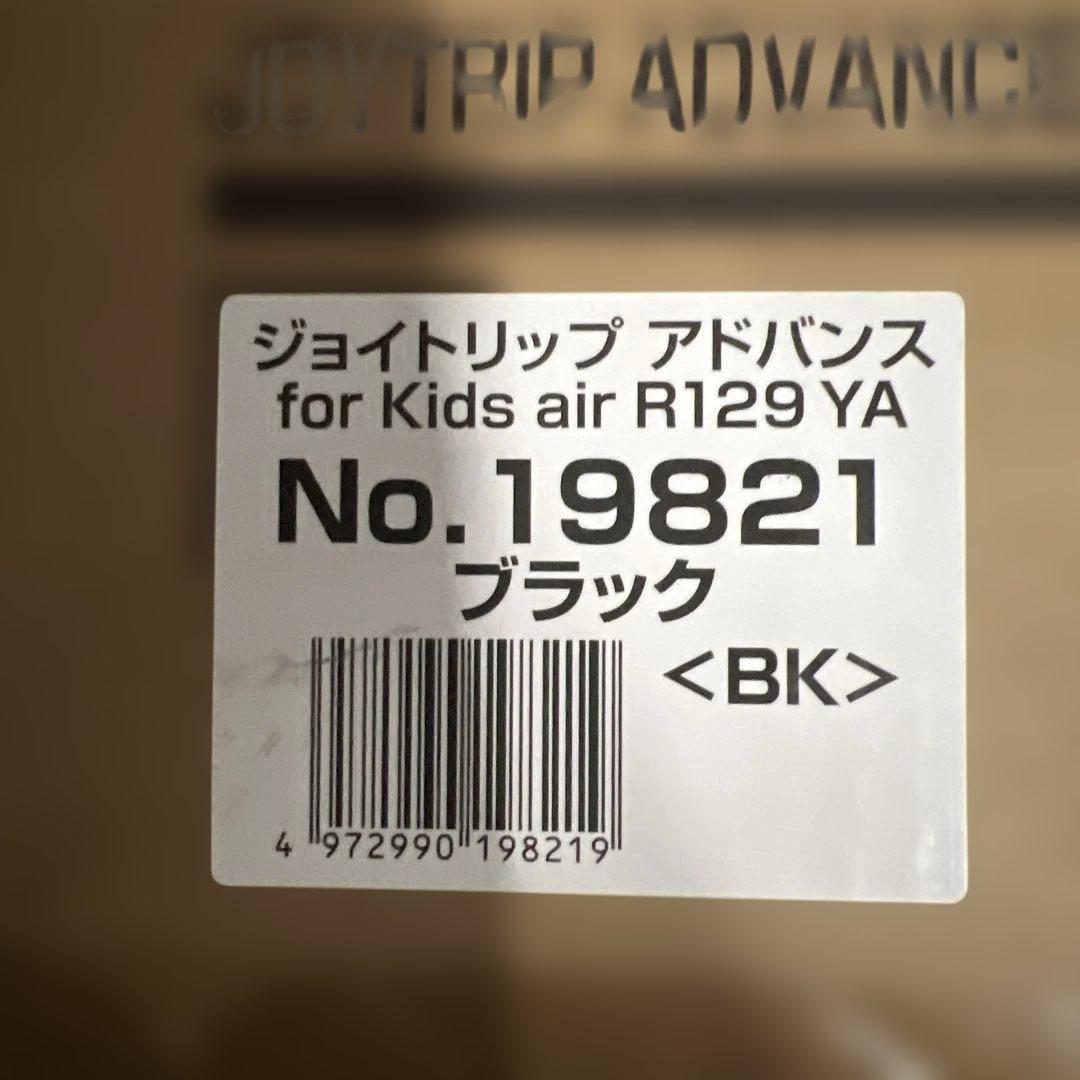 JOYTRIP ADVANCE
ジョイトリップ アドバンス
for Kids air R129 YA
No.19821
ブラック
<BK>
4 972990 198219